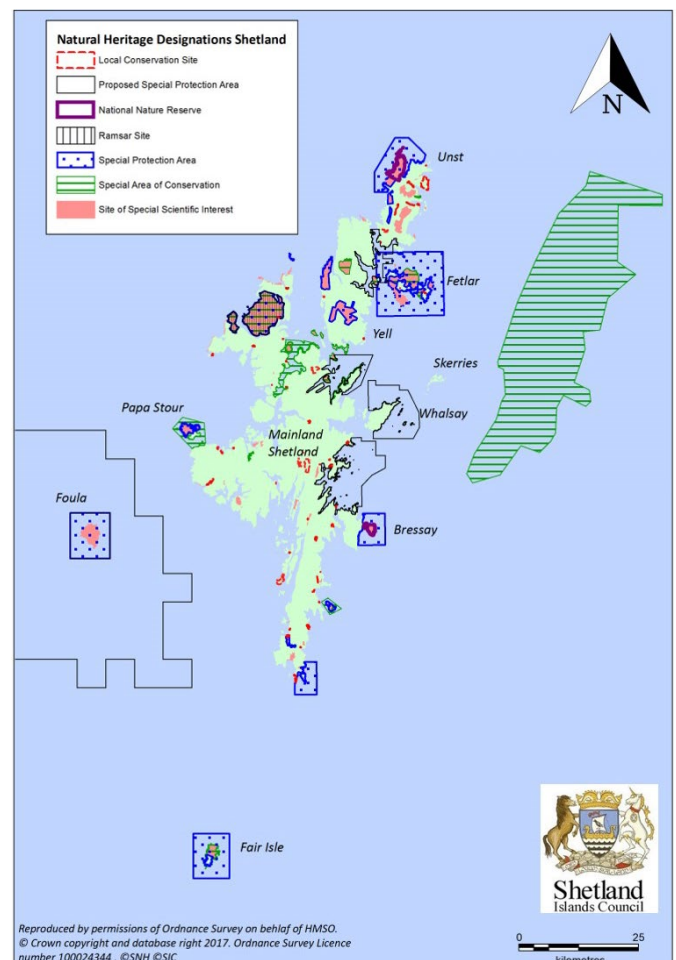 Natural Heritage Designations Shetland
Local Conservation Site
Proposed Special Protection Area
National Nature Reserve
Ramsar Site
Special Protection Area
Special Area of Conservation
Site of Special Scientific Interest
N
Unst
Fetlar
Yell
Skerries
Papa Stour
Whalsay
Mainland
Shetland
Foula
Bressay
Fair Isle
Shetland
Islands Council
Reproduced by permissions of Ordnance Survey on behlaf of HMSO.
© Crown copyright and database right 2017. Ordnance Survey Licence
number 100024344 . ©SNH ©SIC
0 25
kilometres